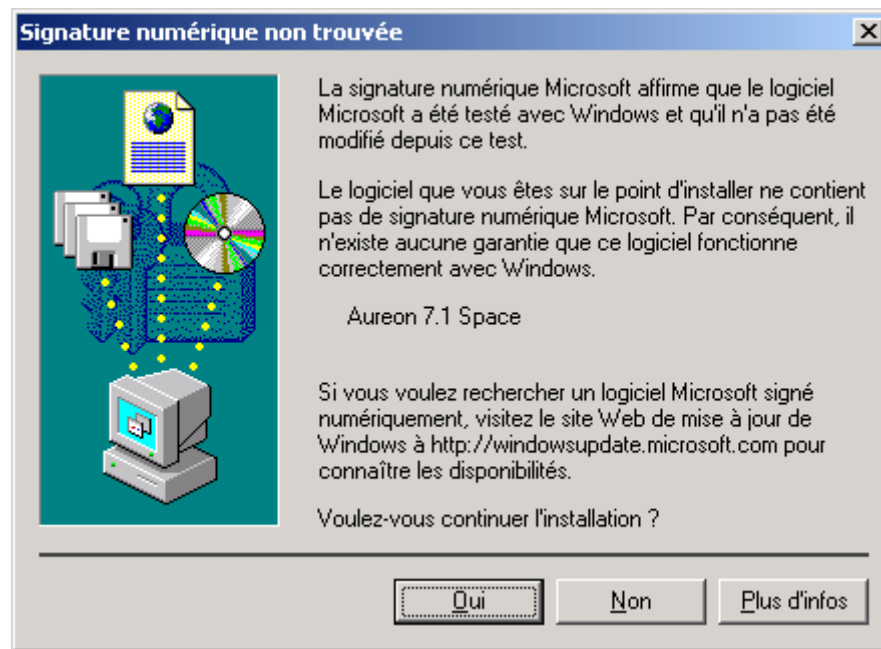 Signature numérique non trouvée
La signature numérique Microsoft affirme que le logiciel
Microsoft a été testé avec Windows et qu'il n'a pas été
modifié depuis ce test.
Le logiciel que vous êtes sur le point d'installer ne contient
pas de signature numérique Microsoft. Par conséquent, il
n'existe aucune garantie que ce logiciel fonctionne
correctement avec Windows.
Aureon 7.1 Space
Si vous voulez rechercher un logiciel Microsoft signé
numériquement, visitez le site Web de mise à jour de
Windows à http://windowsupdate.microsoft.com pour
connaître les disponibilités.
Voulez-vous continuer l'installation ?
Oui
Non
Plus d'infos